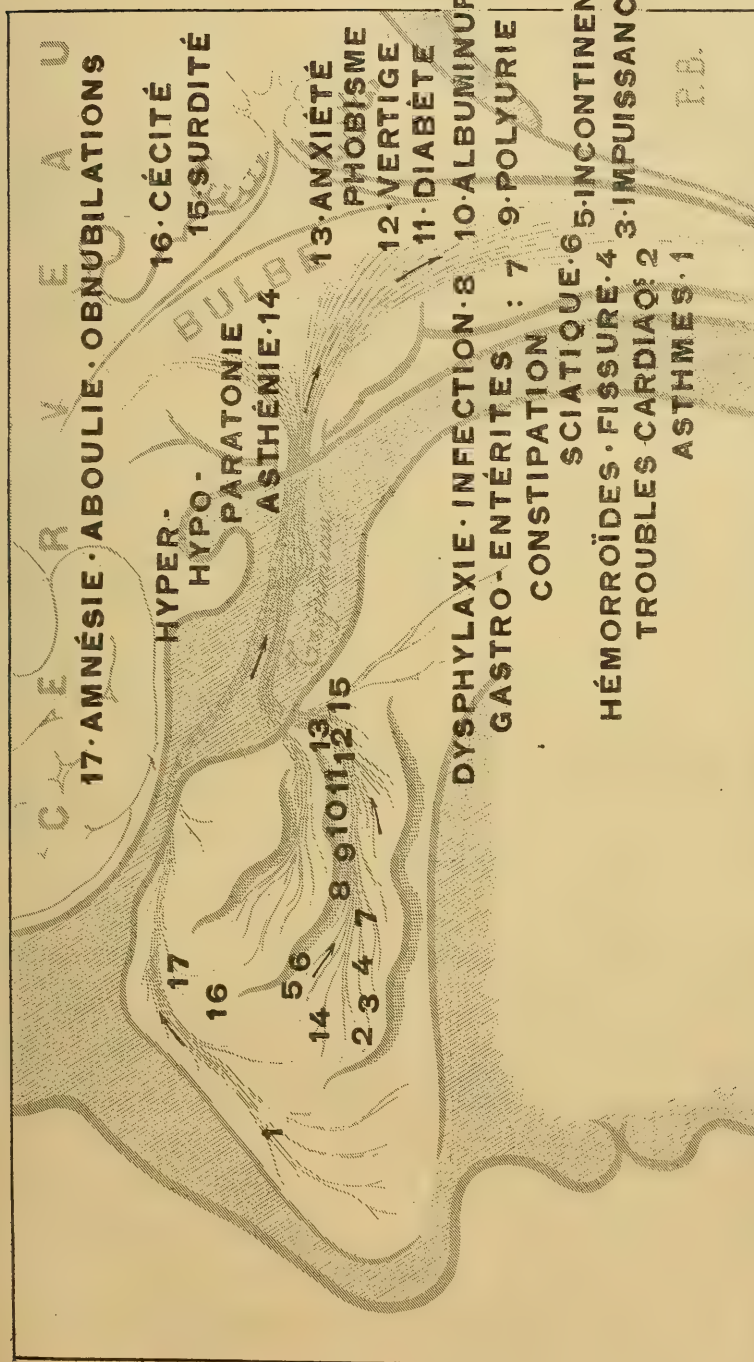 CERVEAU
17·AMNÉSIE·ABOULIE·OBNUBILATIONS
16·CÉCITÉ
15·SURDITÉ
BULBE
HYPER-
HYPO-
PARATONIE
ASTHÉNIE·14
13·ANXIÉTÉ
PHOBISME
12·VERTIGE
11·DIABÈTE
10·ALBUMINUR
9·POLYURIE
DYSPHYLAXIE·INFECTION·8
GASTRO-ENTÉRITES
CONSTIPATION : 7
SCIATIQUE·6
5·INCONTINEN
HÉMORROÏDES·FISSURE·4
3·IMPUISSANC
TROUBLES·CARDIAQ^S·2
ASTHMES·1
Trijumeau
17
16
5 6
14
2 3 4 7
8 9 10 11 12 13 15
1
P.B.